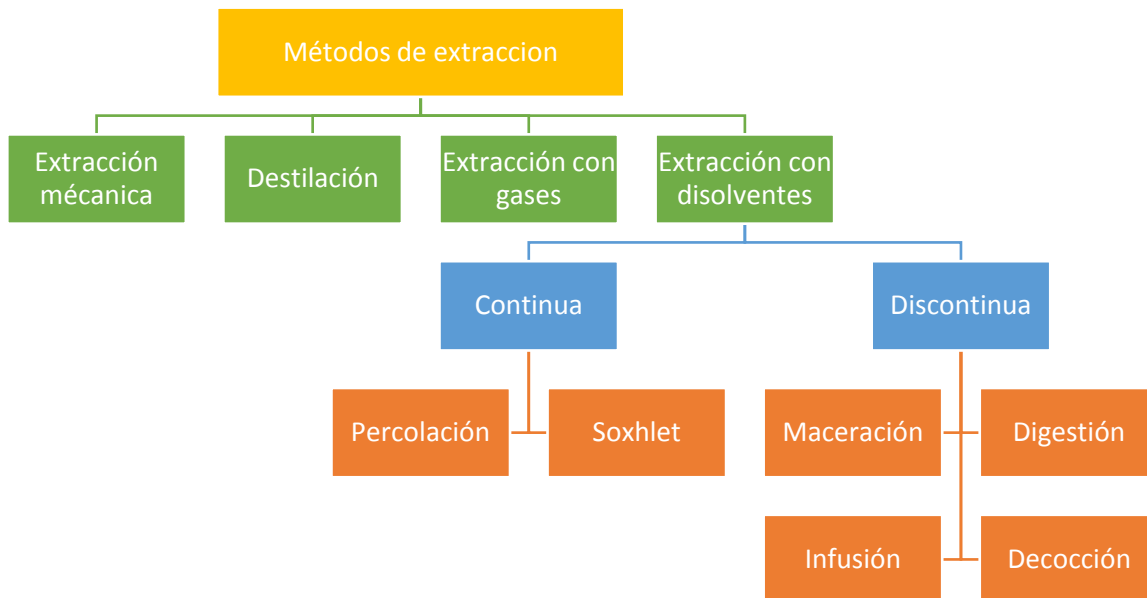 Métodos de extraccion
Extracción
mécanica
Destilación
Extracción con
gases
Extracción con
disolventes
Continua
Discontinua
Percolación
Soxhlet
Maceración
Digestión
Infusión
Decocción